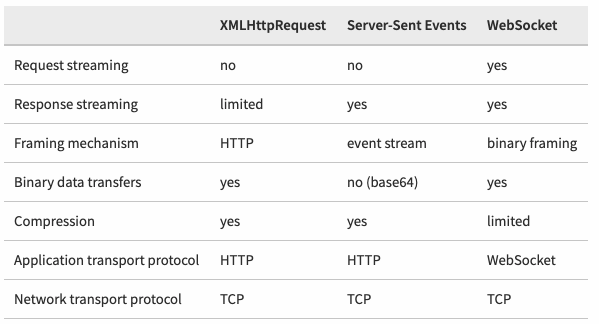 XMLHttpRequest Server-Sent Events WebSocket
Request streaming no no yes
Response streaming limited yes yes
Framing mechanism HTTP event stream binary framing
Binary data transfers yes no (base64) yes
Compression yes yes limited
Application transport protocol HTTP HTTP WebSocket
Network transport protocol TCP TCP TCP